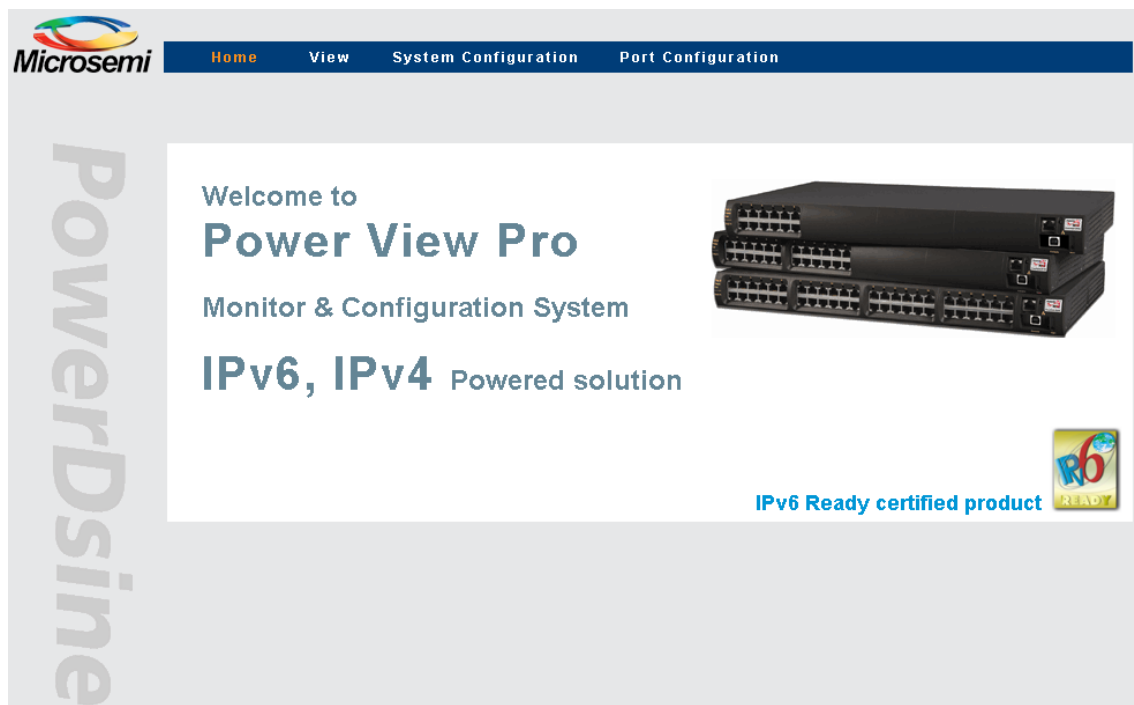 Microsemi
Home View System Configuration Port Configuration
PowerDsine
Welcome to
Power View Pro
Monitor & Configuration System
IPv6, IPv4 Powered solution
IPv6 Ready certified product
IPv6
READY